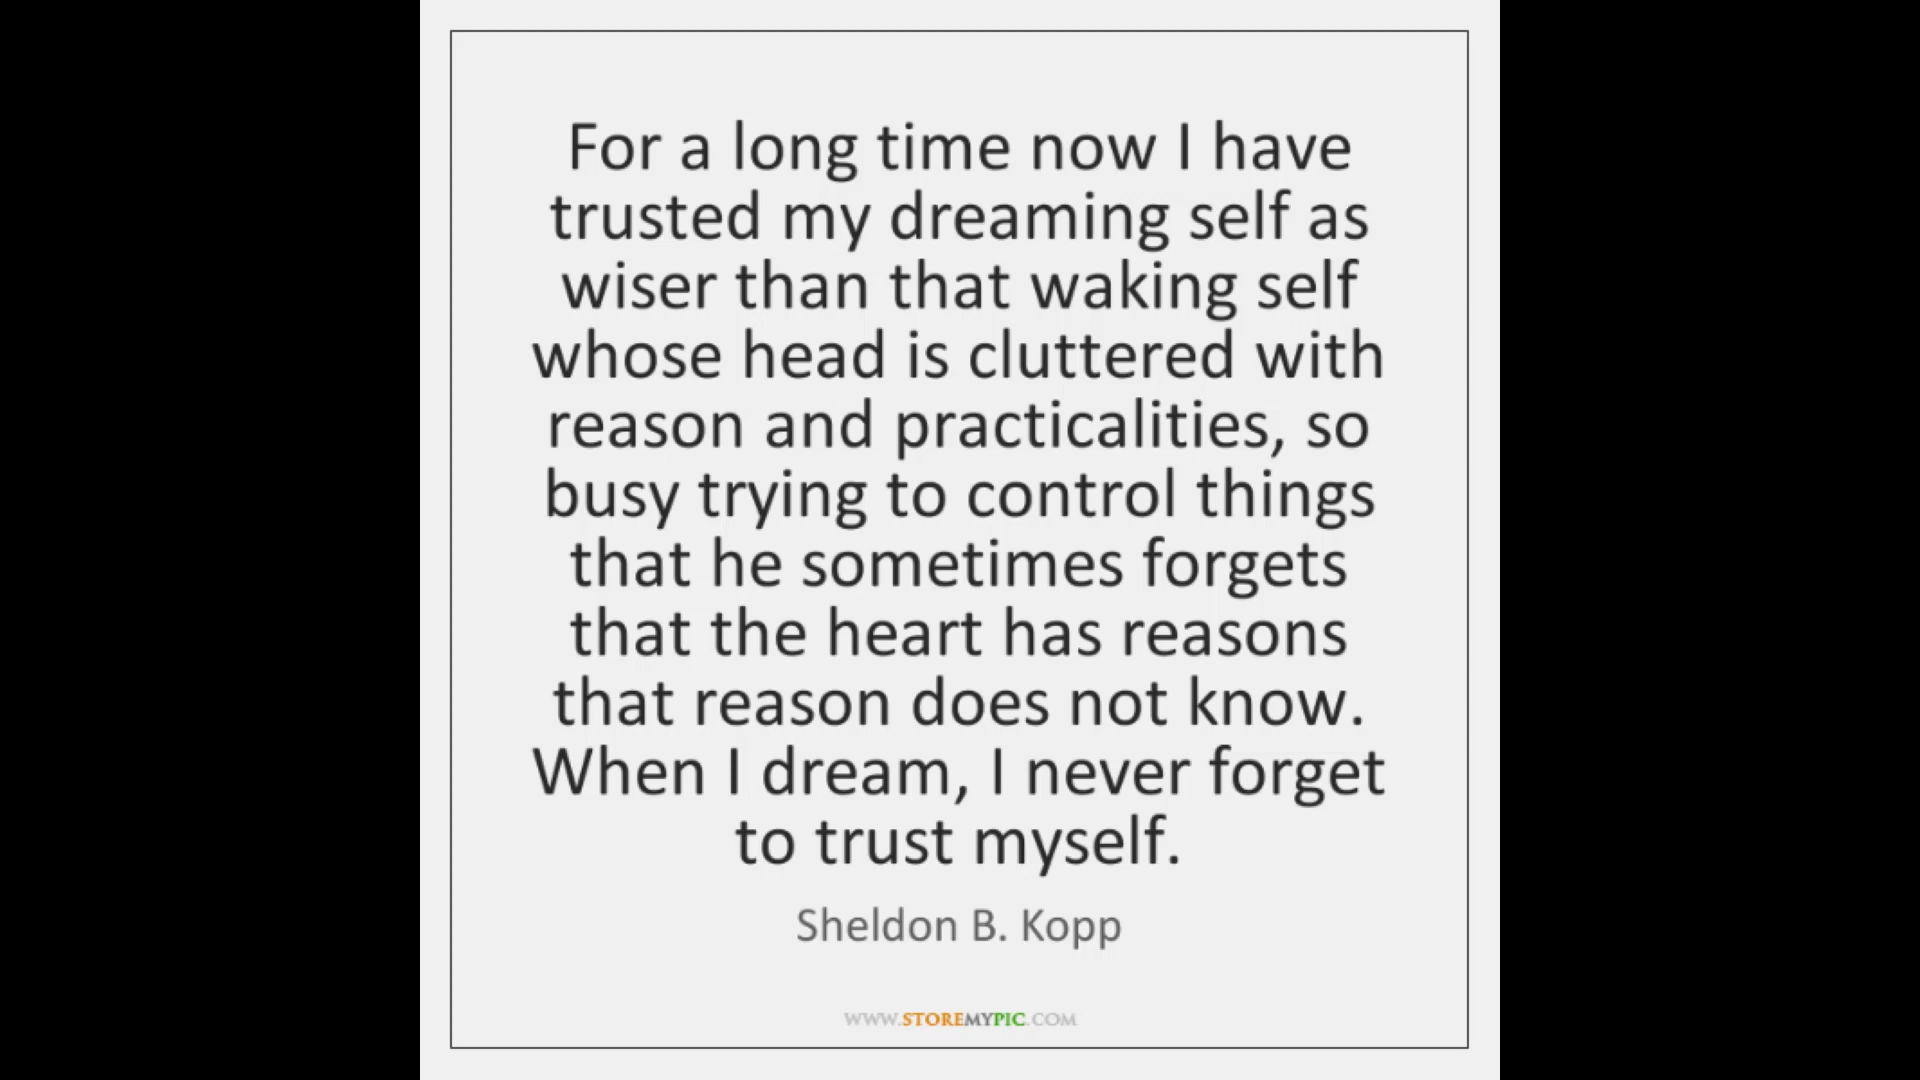 For a long time now I have
trusted my dreaming self as
wiser than that waking self
whose head is cluttered with
reason and practicalities, so
busy trying to control things
that he sometimes forgets
that the heart has reasons
that reason does not know.
When I dream, I never forget
to trust myself.
Sheldon B. Kopp
WWW.STOREMYPIC.COM